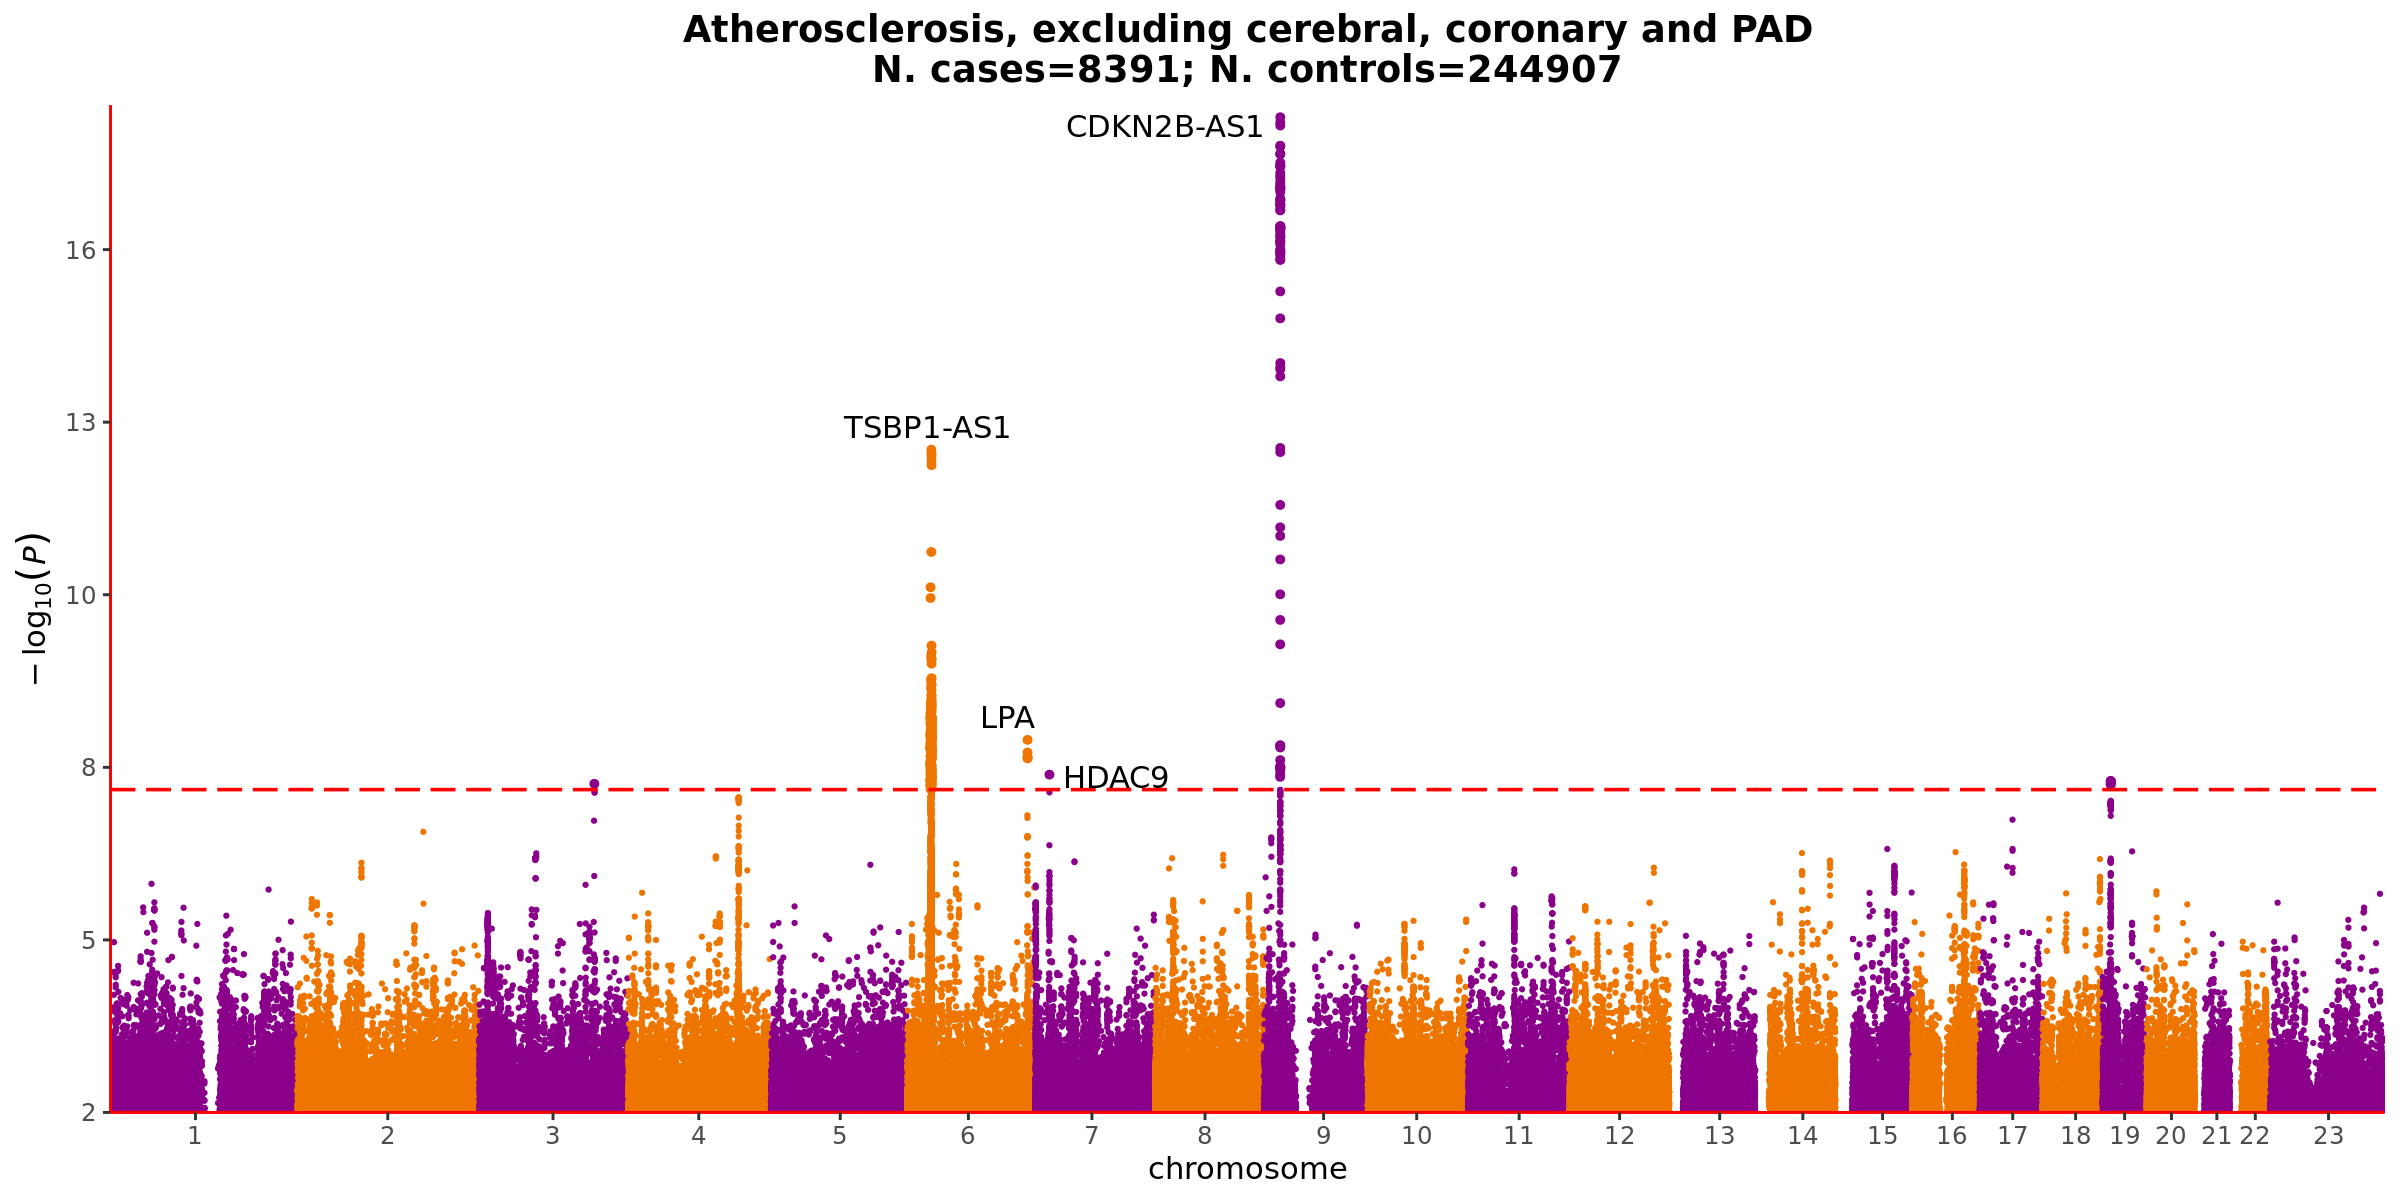 Atherosclerosis, excluding cerebral, coronary and PAD
N. cases=8391; N. controls=244907
CDKN2B-AS1
16
13
TSBP1-AS1
10
− log10(P)
LPA
8
HDAC9
5
2
1 2 3 4 5 6 7 8 9 10 11 12 13 14 15 16 17 18 19 20 21 22 23
chromosome